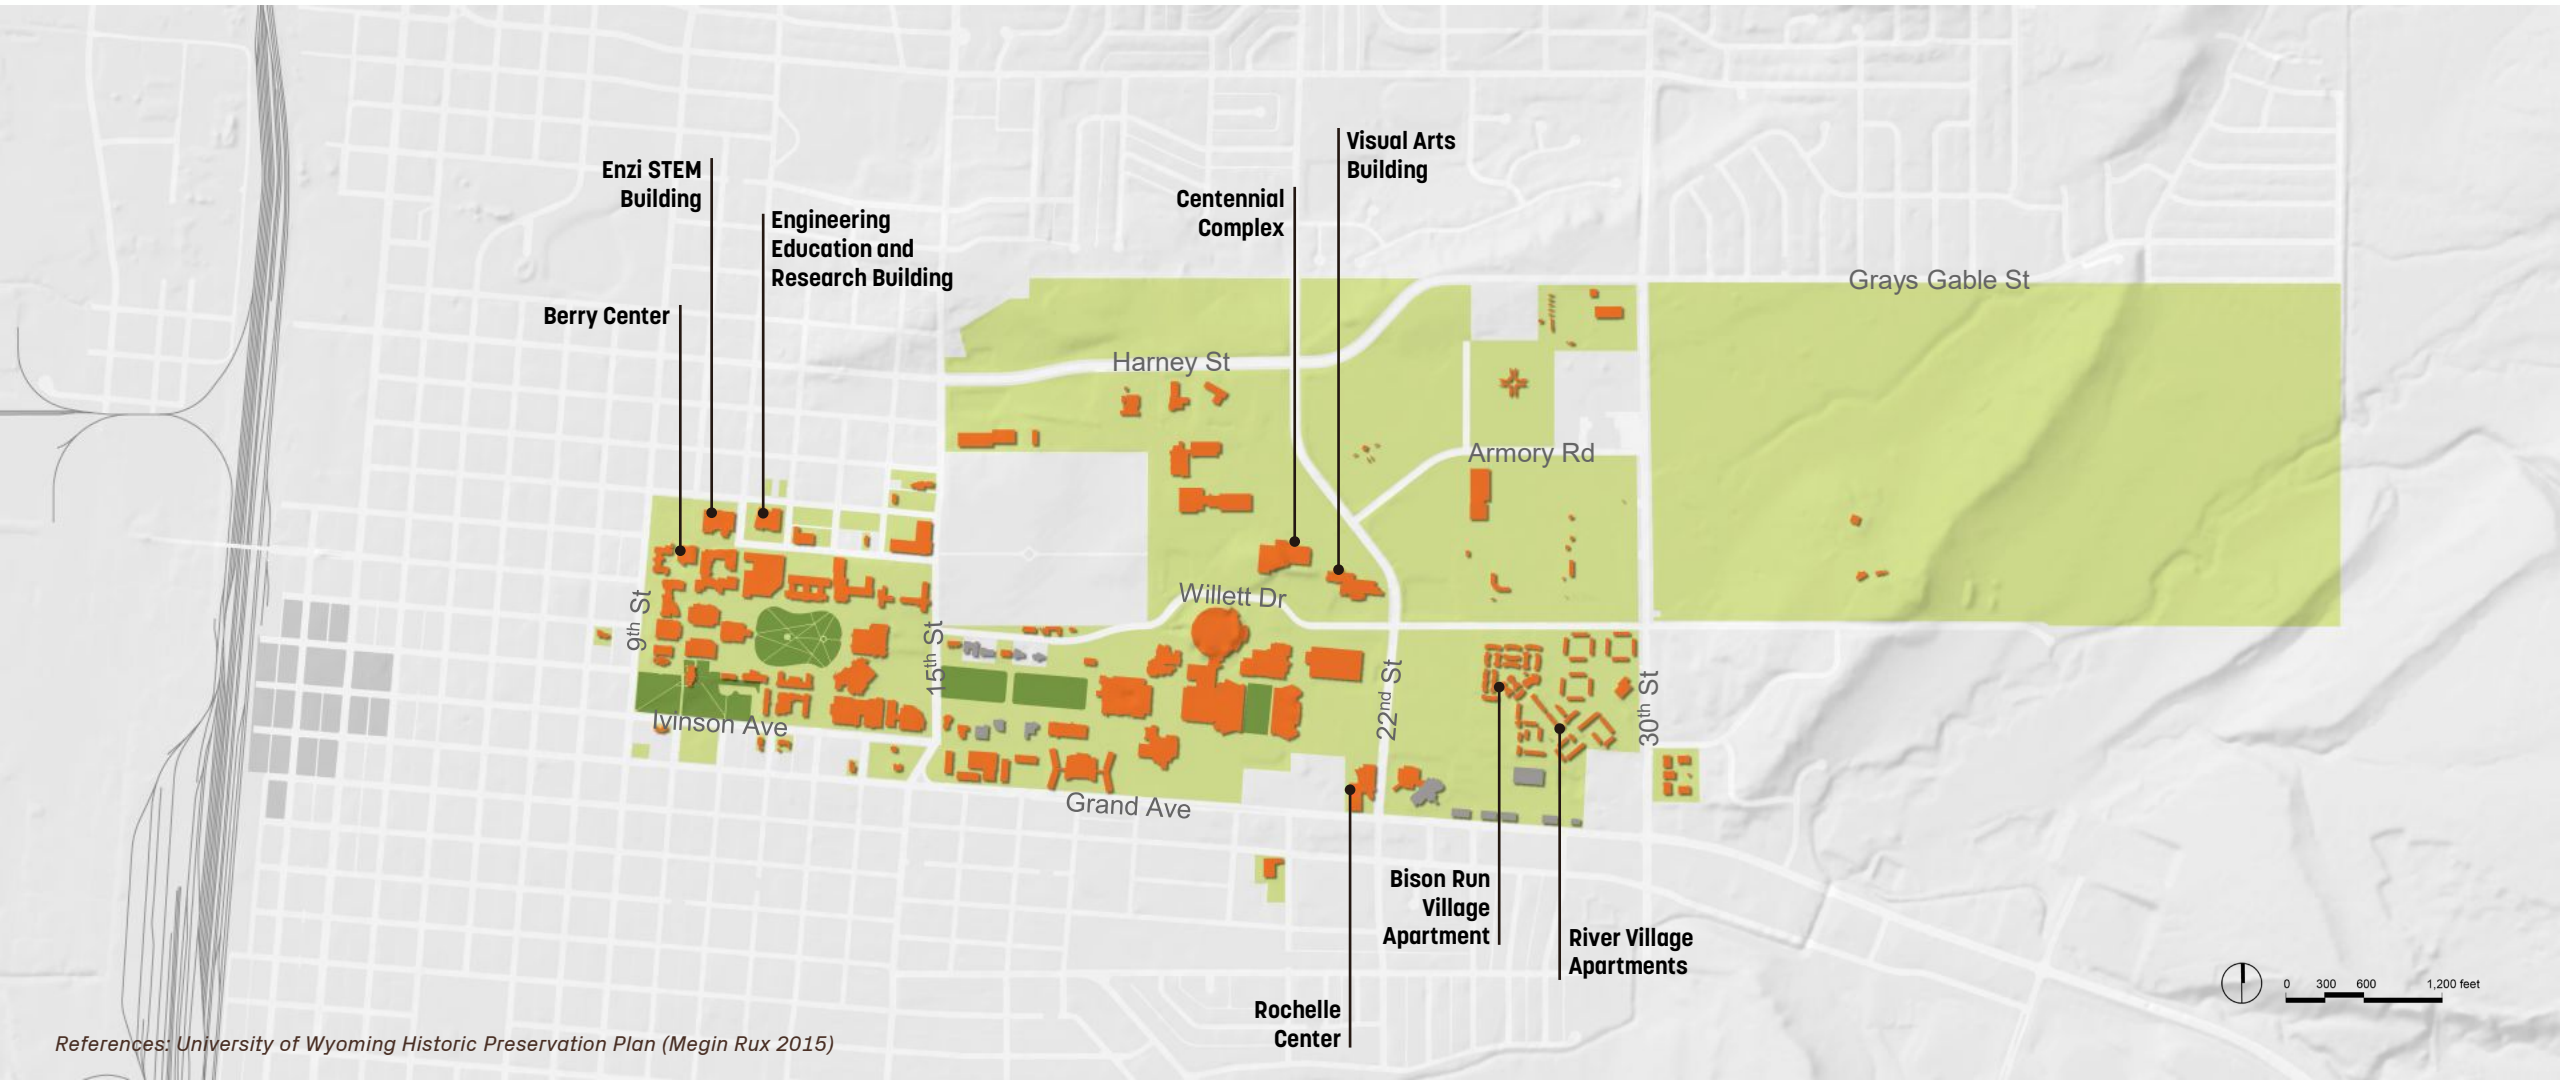 Visual Arts
Building
Enzi STEM
Building
Centennial
Complex
Engineering
Education and
Research Building
Berry Center
Grays Gable St
Harney St
Armory Rd
Willett Dr
9th St
15th St
22nd St
30th St
Ivinson Ave
Grand Ave
Bison Run
Village
Apartment
River Village
Apartments
Rochelle
Center
0 300 600 1,200 feet
References: University of Wyoming Historic Preservation Plan (Megin Rux 2015)